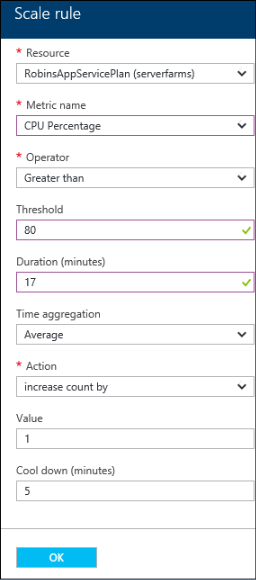 Scale rule
* Resource
RobinsAppServicePlan (serverfarms)
* Metric name
CPU Percentage
* Operator
Greater than
Threshold
80
Duration (minutes)
17
Time aggregation
Average
* Action
increase count by
Value
1
Cool down (minutes)
5
OK